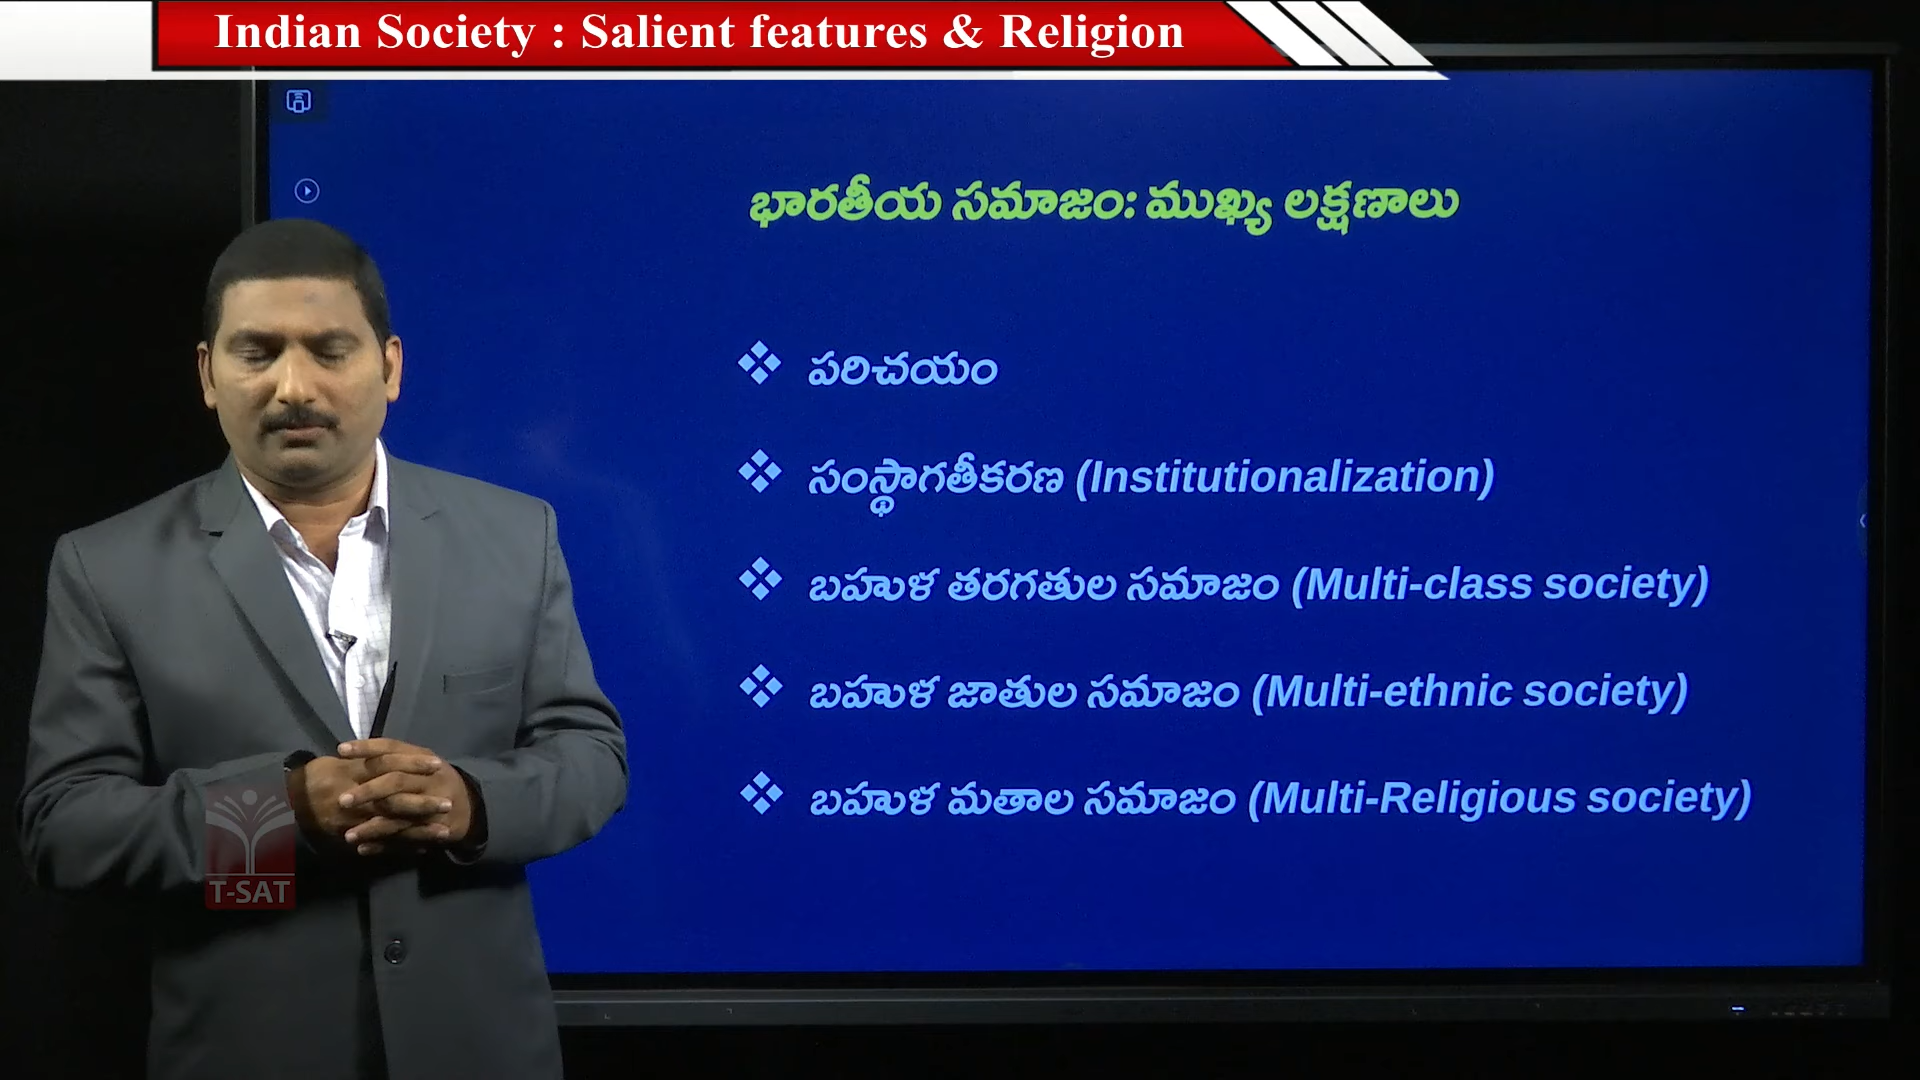 Indian Society : Salient features & Religion
భారతీయ సమాజం: ముఖ్య లక్షణాలు
❖ పరిచయం
❖ సంస్థాగతీకరణ (Institutionalization)
❖ బహుళ తరగతుల సమాజం (Multi-class society)
❖ బహుళ జాతుల సమాజం (Multi-ethnic society)
❖ బహుళ మతాల సమాజం (Multi-Religious society)
T-SAT